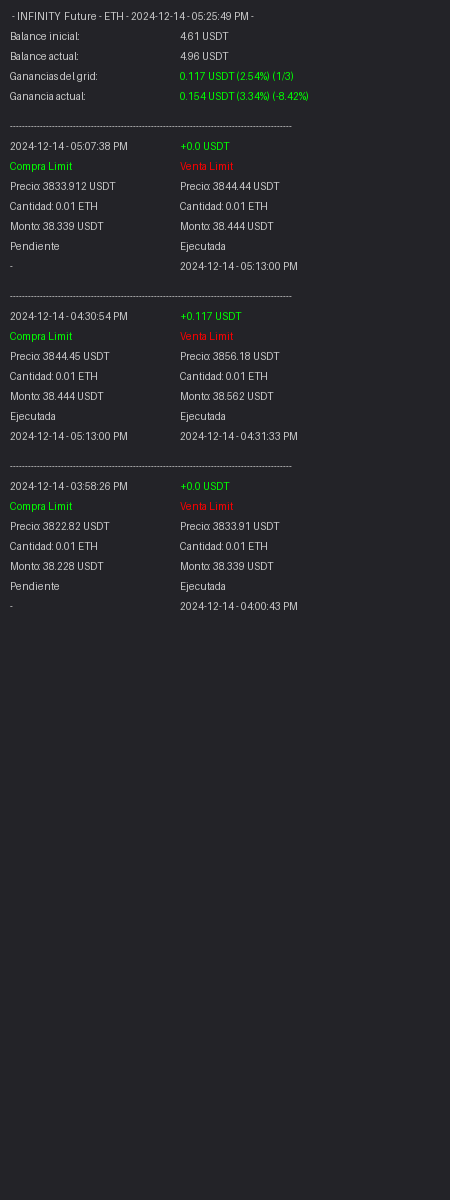 - INFINITY Future - ETH - 2024-12-14 - 05:25:49 PM -
Balance inicial: 4.61 USDT
Balance actual: 4.96 USDT
Ganancias del grid: 0.117 USDT (2.54%) (1/3)
Ganancia actual: 0.154 USDT (3.34%) (-8.42%)
----------------------------------------------------------------------------------------------
2024-12-14 - 05:07:38 PM +0.0 USDT
Compra Limit Venta Limit
Precio: 3833.912 USDT Precio: 3844.44 USDT
Cantidad: 0.01 ETH Cantidad: 0.01 ETH
Monto: 38.339 USDT Monto: 38.444 USDT
Pendiente Ejecutada
- 2024-12-14 - 05:13:00 PM
----------------------------------------------------------------------------------------------
2024-12-14 - 04:30:54 PM +0.117 USDT
Compra Limit Venta Limit
Precio: 3844.45 USDT Precio: 3856.18 USDT
Cantidad: 0.01 ETH Cantidad: 0.01 ETH
Monto: 38.444 USDT Monto: 38.562 USDT
Ejecutada Ejecutada
2024-12-14 - 05:13:00 PM 2024-12-14 - 04:31:33 PM
----------------------------------------------------------------------------------------------
2024-12-14 - 03:58:26 PM +0.0 USDT
Compra Limit Venta Limit
Precio: 3822.82 USDT Precio: 3833.91 USDT
Cantidad: 0.01 ETH Cantidad: 0.01 ETH
Monto: 38.228 USDT Monto: 38.339 USDT
Pendiente Ejecutada
- 2024-12-14 - 04:00:43 PM